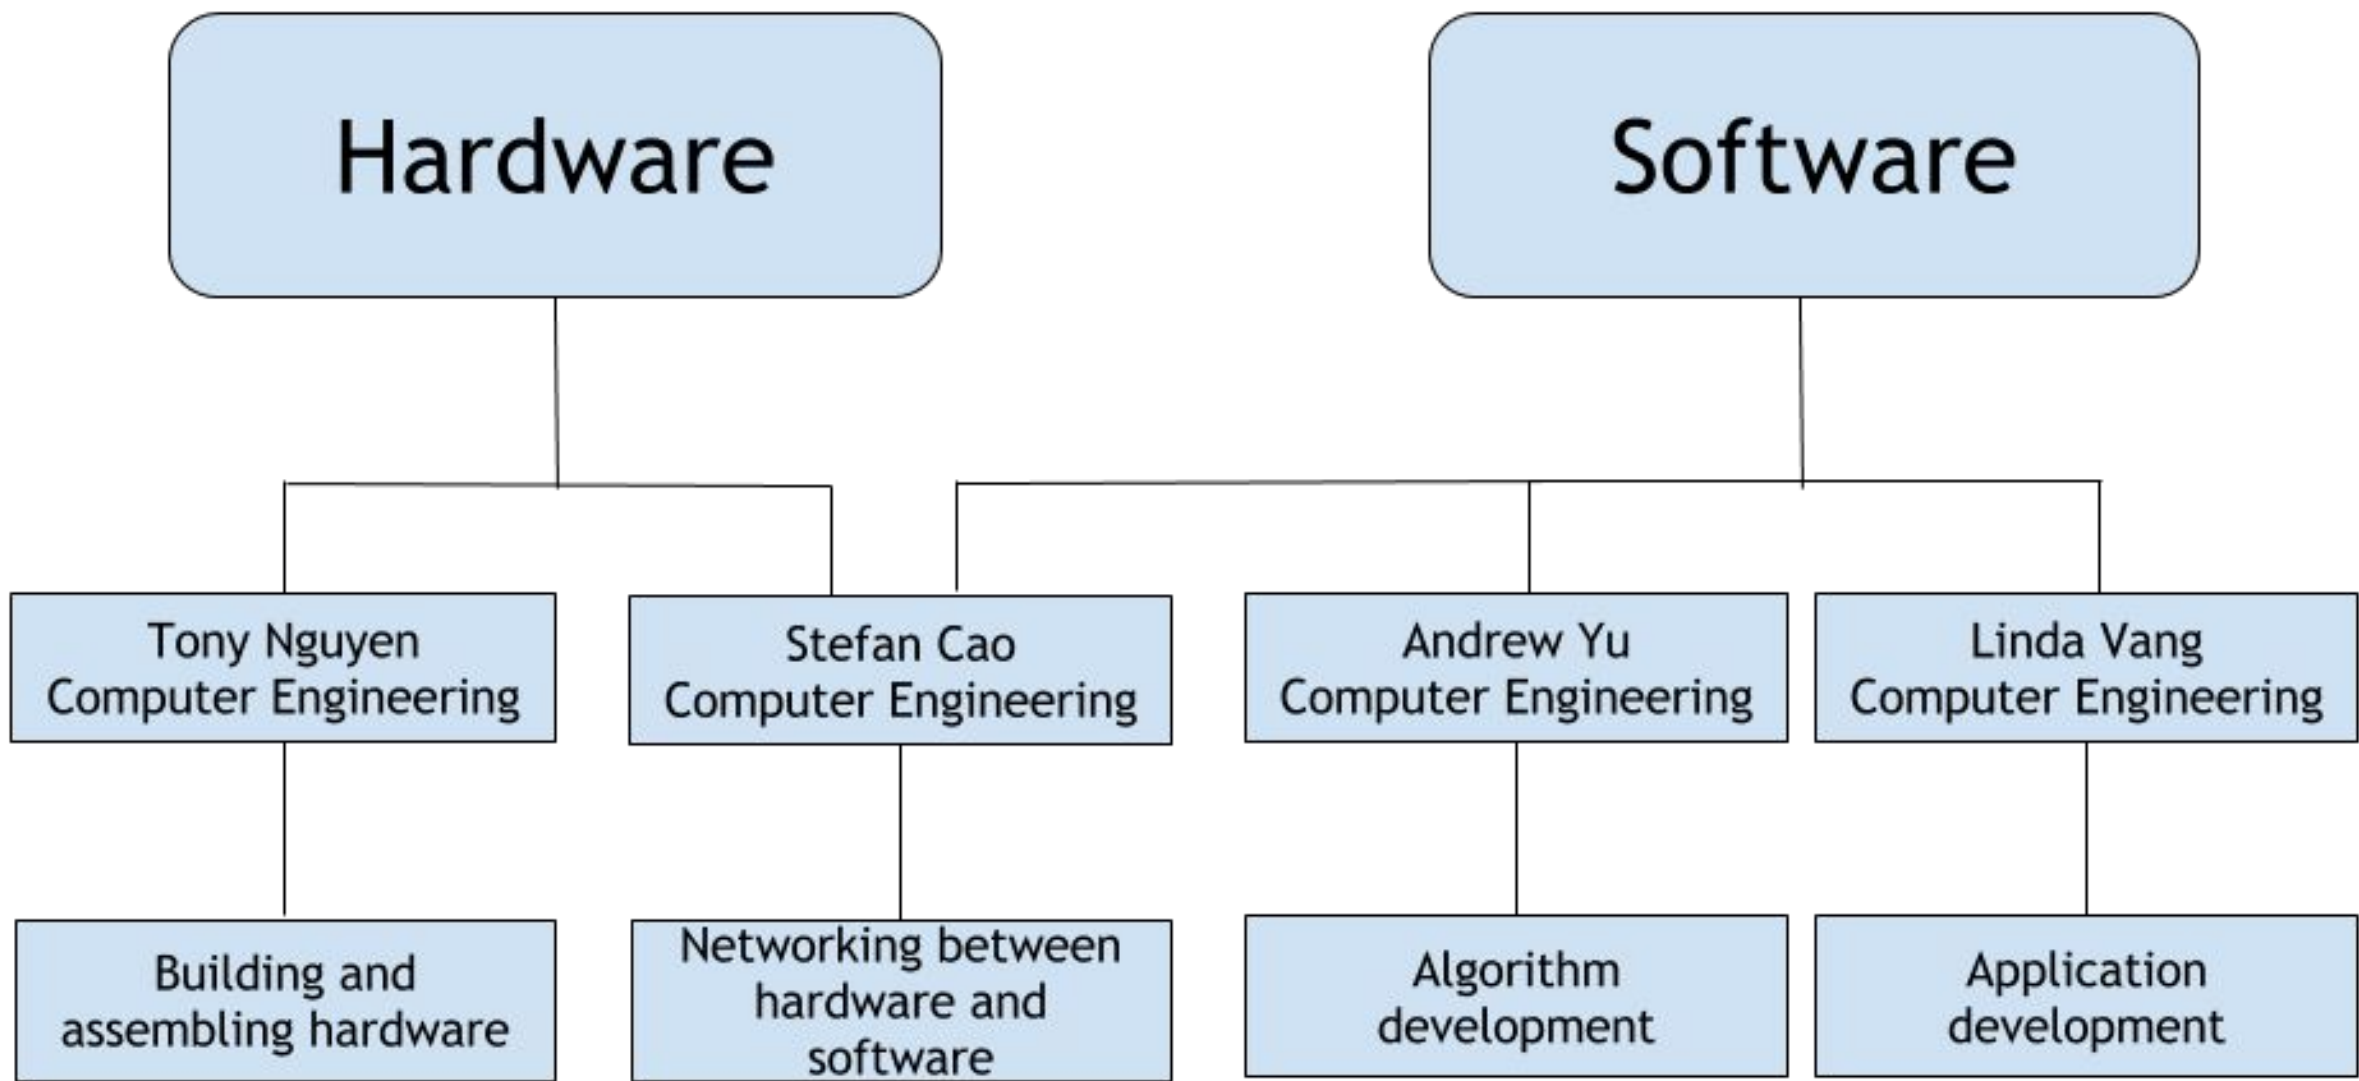 Hardware
Software
Tony Nguyen
Computer Engineering
Stefan Cao
Computer Engineering
Andrew Yu
Computer Engineering
Linda Vang
Computer Engineering
Building and
assembling hardware
Networking between
hardware and
software
Algorithm
development
Application
development